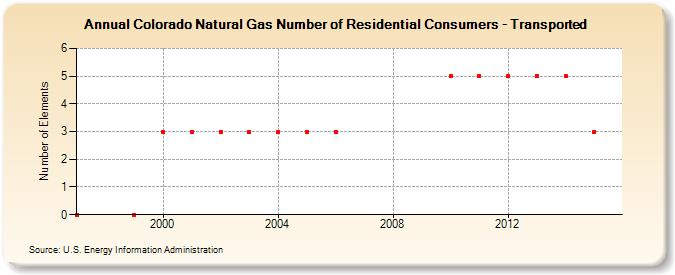 Annual Colorado Natural Gas Number of Residential Consumers - Transported
Number of Elements
6
5
4
3
2
1
0
2000 2004 2008 2012
Source: U.S. Energy Information Administration